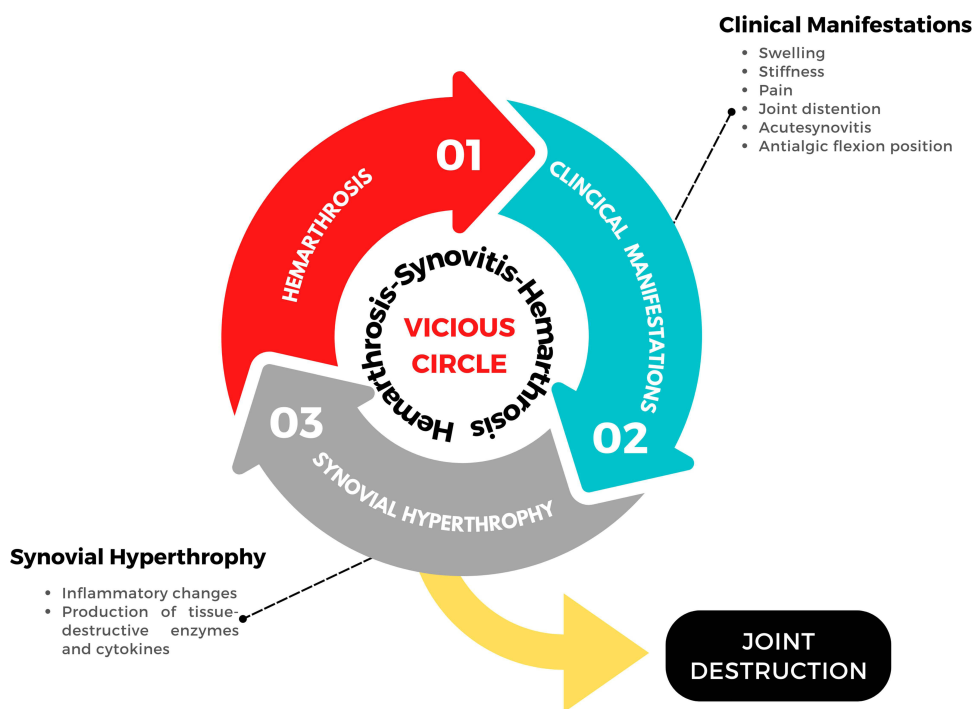 Clinical Manifestations
• Swelling
• Stiffness
• Pain
• Joint distention
• Acutesynovitis
• Antialgic flexion position
01
HEMARTHROSIS
CLINCICAL MANIFESTATIONS
02
03
SYNOVIAL HYPERTHROPHY
Hemarthrosis-Synovitis-Hemarthrosis
VICIOUS
CIRCLE
Synovial Hyperthrophy
• Inflammatory changes
• Production of tissue-
destructive enzymes
and cytokines
JOINT
DESTRUCTION